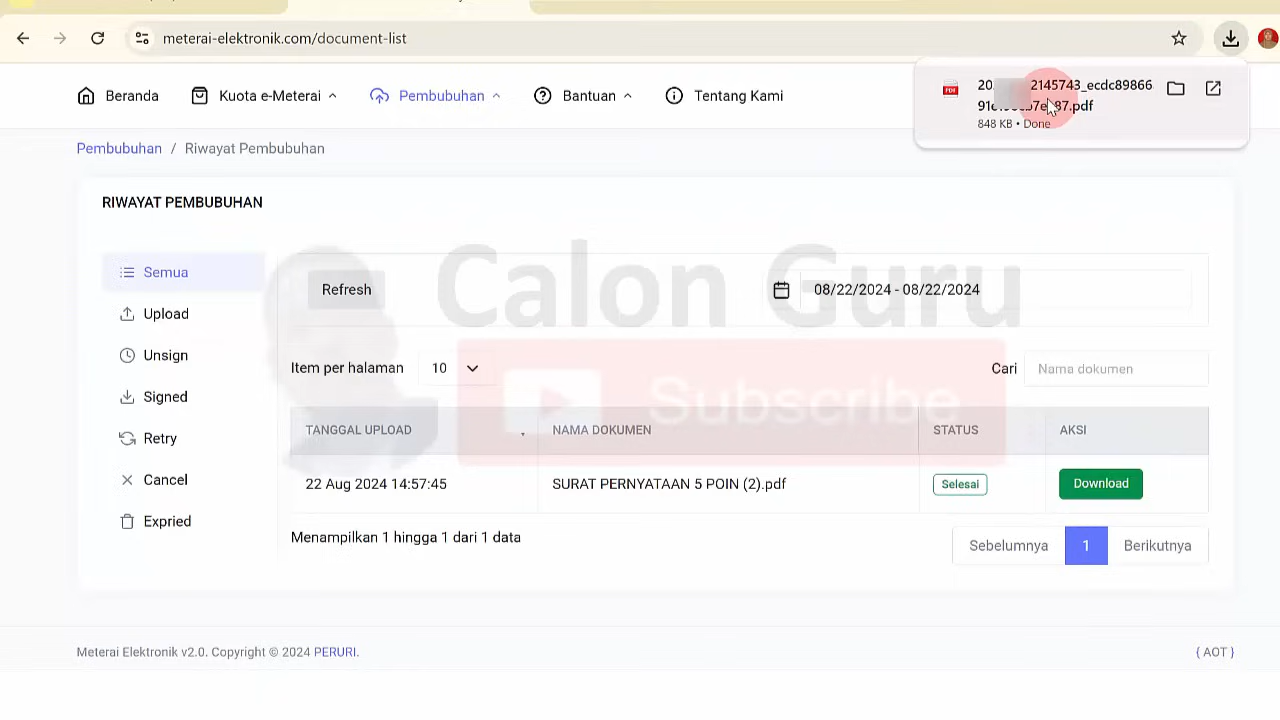 meterai-elektronik.com/document-list
Beranda Kuota e-Meterai Pembubuhan Bantuan Tentang Kami
2145743_ecdc89866
.pdf
848 KB • Done
Pembubuhan / Riwayat Pembubuhan
RIWAYAT PEMBUBUHAN
Semua
Upload
Unsign
Signed
Retry
Cancel
Expried
Calon Guru
Refresh
08/22/2024 - 08/22/2024
Item per halaman 10
Cari Nama dokumen
Subscribe
TANGGAL UPLOAD NAMA DOKUMEN STATUS AKSI
22 Aug 2024 14:57:45 SURAT PERNYATAAN 5 POIN (2).pdf Selesai Download
Menampilkan 1 hingga 1 dari 1 data
Sebelumnya 1 Berikutnya
Meterai Elektronik v2.0. Copyright © 2024 PERURI.
{ AOT }